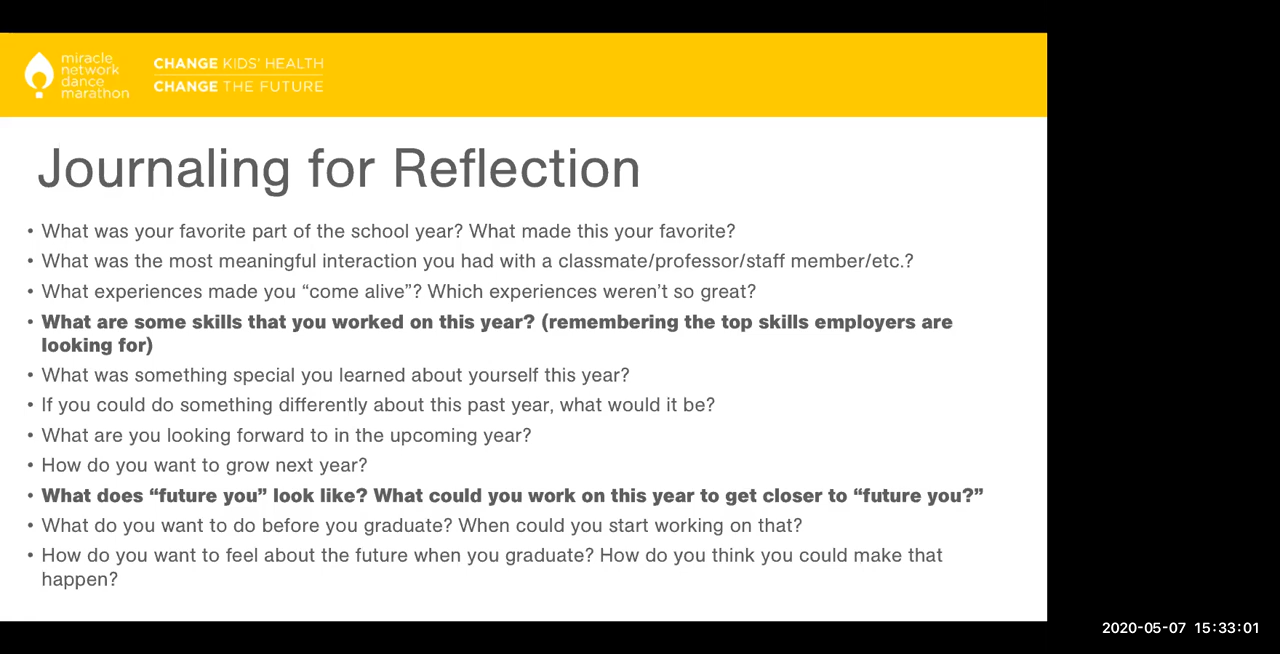 miracle
network
dance
marathon
CHANGE KIDS' HEALTH
CHANGE THE FUTURE
Journaling for Reflection
• What was your favorite part of the school year? What made this your favorite?
• What was the most meaningful interaction you had with a classmate/professor/staff member/etc.?
• What experiences made you “come alive”? Which experiences weren’t so great?
• What are some skills that you worked on this year? (remembering the top skills employers are
looking for)
• What was something special you learned about yourself this year?
• If you could do something differently about this past year, what would it be?
• What are you looking forward to in the upcoming year?
• How do you want to grow next year?
• What does “future you” look like? What could you work on this year to get closer to “future you?”
• What do you want to do before you graduate? When could you start working on that?
• How do you want to feel about the future when you graduate? How do you think you could make that
happen?
2020-05-07 15:33:01